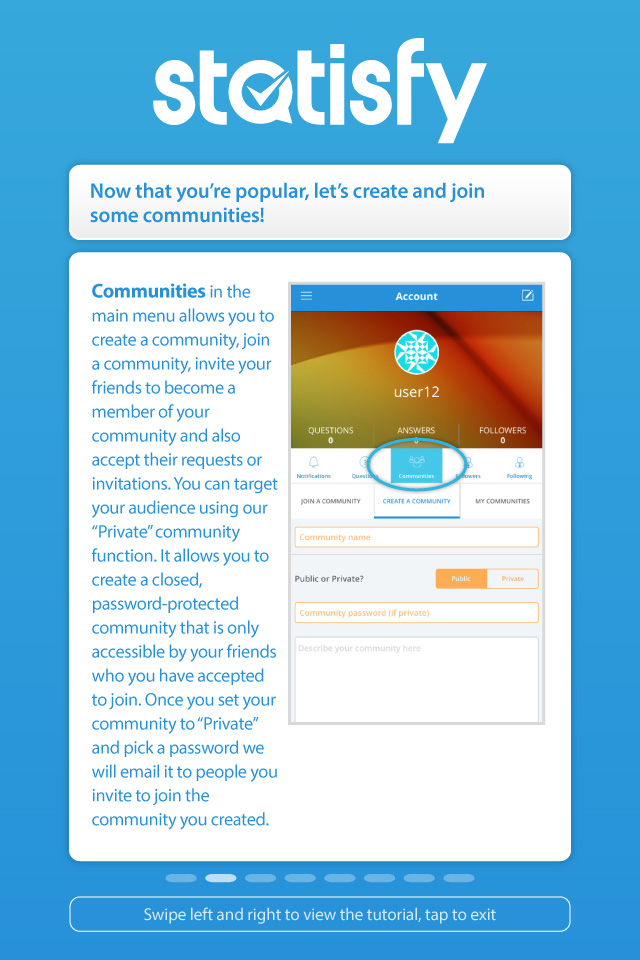 statisfy
Now that you're popular, let's create and join
some communities!
Communities in the
main menu allows you to
create a community, join
a community, invite your
friends to become a
member of your
community and also
accept their requests or
invitations. You can target
your audience using our
“Private” community
function. It allows you to
create a closed,
password-protected
community that is only
accessible by your friends
who you have accepted
to join. Once you set your
community to “Private”
and pick a password we
will email it to people you
invite to join the
community you created.
Account
user12
QUESTIONS ANSWERS FOLLOWERS
0 0 0
Notifications Communities Following
JOIN A COMMUNITY CREATE A COMMUNITY MY COMMUNITIES
Community name
Public or Private? Public Private
Community password (if private)
Describe your community here
Swipe left and right to view the tutorial, tap to exit